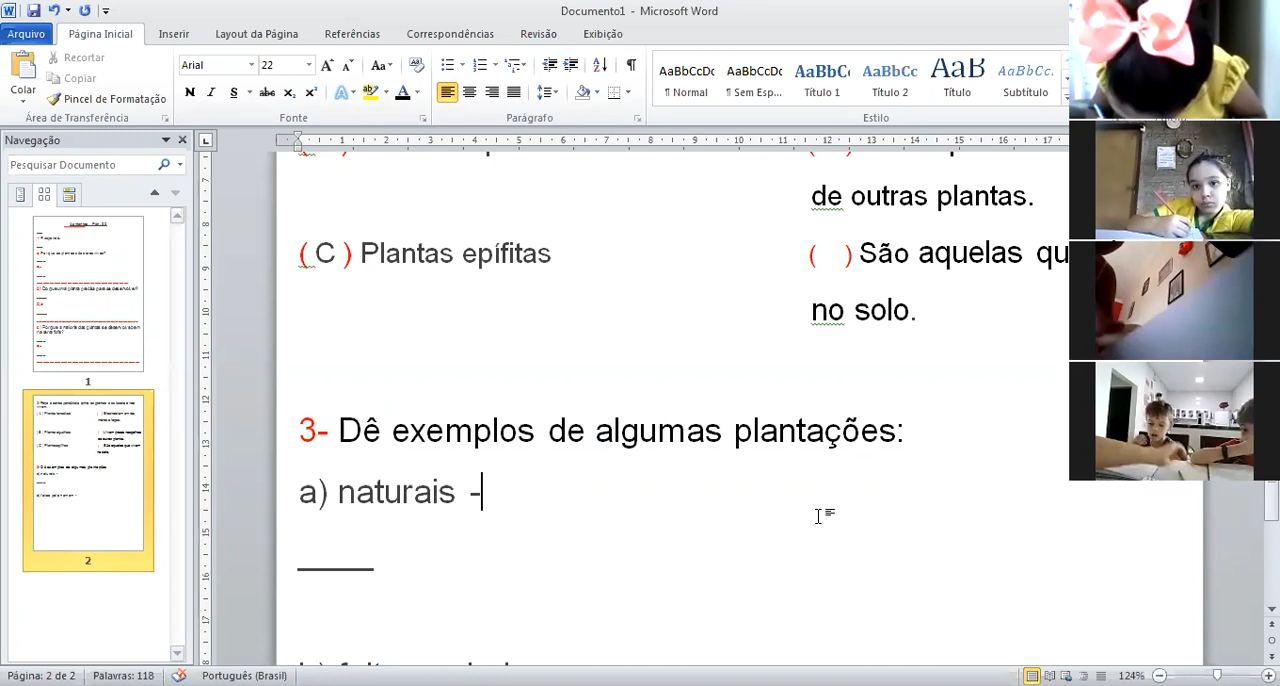 Documento1 - Microsoft Word
Arquivo Página Inicial Inserir Layout da Página Referências Correspondências Revisão Exibição
Colar
Recortar
Copiar
Pincel de Formatação
Área de Transferência
Arial 22
Fonte
Parágrafo
AaBbCcDc AaBbCcDc AaBbC AaBbCc AaB AaBbCc.
¶ Normal ¶ Sem Esp... Título 1 Título 2 Título Subtítulo
Estilo
Navegação
Pesquisar Documento
1
2
de outras plantas.
( C ) Plantas epífitas
( ) São aquelas qu
no solo.
3- Dê exemplos de algumas plantações:
a) naturais -
Página: 2 de 2 Palavras: 118 Português (Brasil) 124%